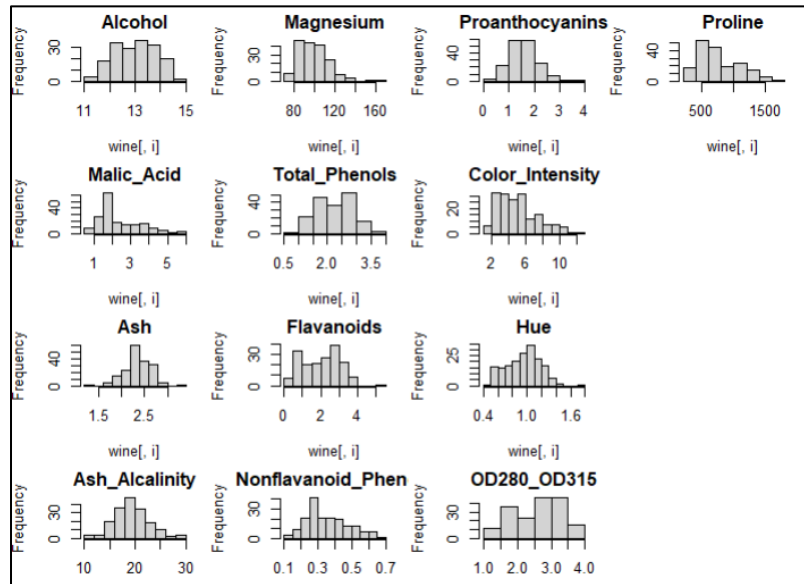 Alcohol
Frequency
0 30
11 13 15
wine[, i]
Magnesium
Frequency
0 40
80 120 160
wine[, i]
Proanthocyanins
Frequency
0 40
0 1 2 3 4
wine[, i]
Proline
Frequency
0 40
500 1500
wine[, i]
Malic_Acid
Frequency
0 40
1 3 5
wine[, i]
Total_Phenols
Frequency
0 40
0.5 2.0 3.5
wine[, i]
Color_Intensity
Frequency
0 20
2 6 10
wine[, i]
Ash
Frequency
0 40
1.5 2.5
wine[, i]
Flavanoids
Frequency
0 30
0 2 4
wine[, i]
Hue
Frequency
0 25
0.4 1.0 1.6
wine[, i]
Ash_Alcalinity
Frequency
0 30
10 20 30
Nonflavanoid_Phen
Frequency
0 30
0.1 0.3 0.5 0.7
OD280_OD315
Frequency
0 30
1.0 2.0 3.0 4.0